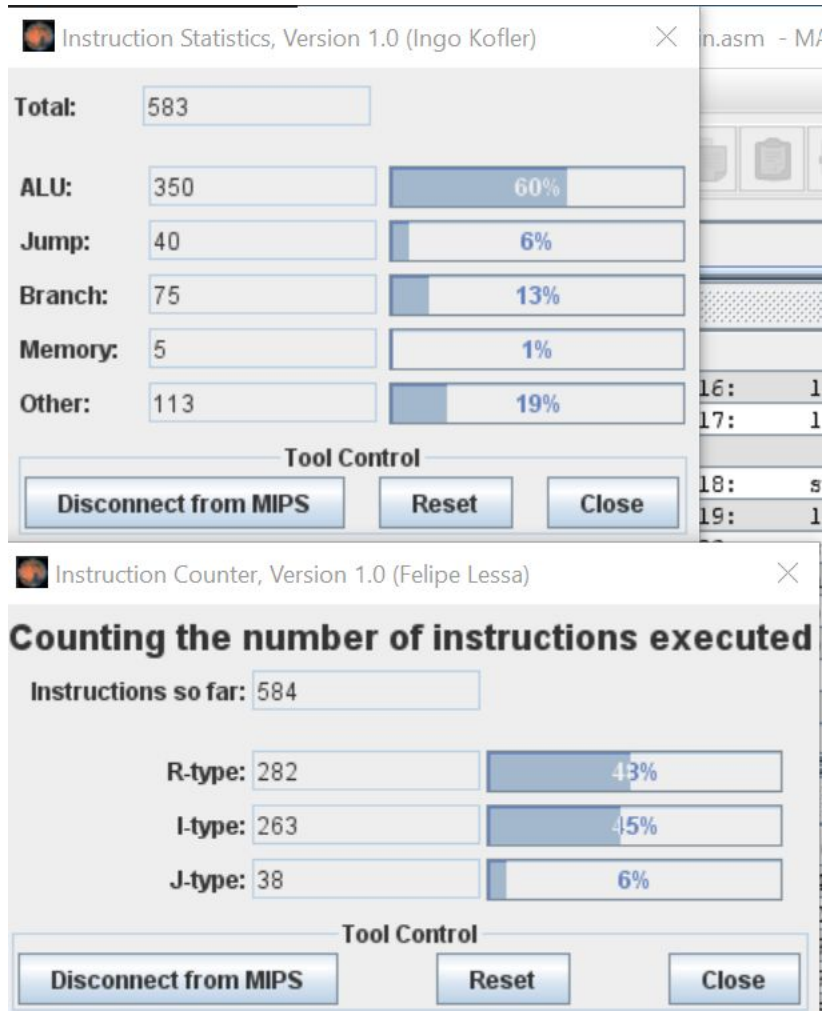 Instruction Statistics, Version 1.0 (Ingo Kofler)
in.asm - MA
Total: 583
ALU: 350 60%
Jump: 40 6%
Branch: 75 13%
Memory: 5 1%
Other: 113 19%
Tool Control
Disconnect from MIPS Reset Close
16: l
17: l
18: s
19: l
Instruction Counter, Version 1.0 (Felipe Lessa)
Counting the number of instructions executed
Instructions so far: 584
R-type: 282 48%
I-type: 263 45%
J-type: 38 6%
Tool Control
Disconnect from MIPS Reset Close